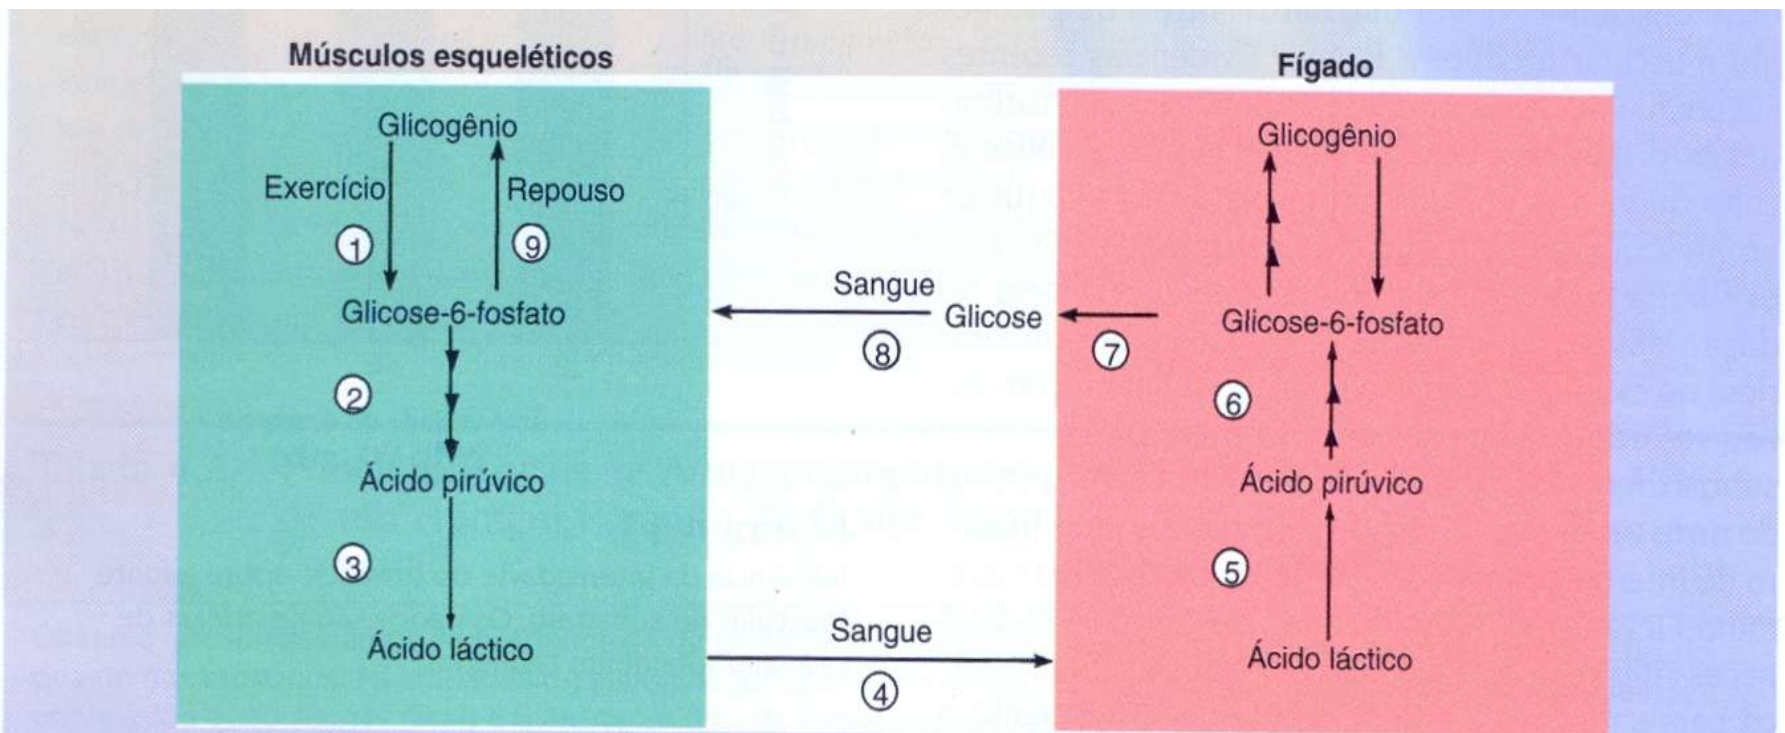 Músculos esqueléticos
Glicogênio
Exercício
Repouso
1
9
Glicose-6-fosfato
2
Ácido pirúvico
3
Ácido láctico
Sangue
8
Glicose
7
Sangue
4
Fígado
Glicogênio
Glicose-6-fosfato
6
Ácido pirúvico
5
Ácido láctico